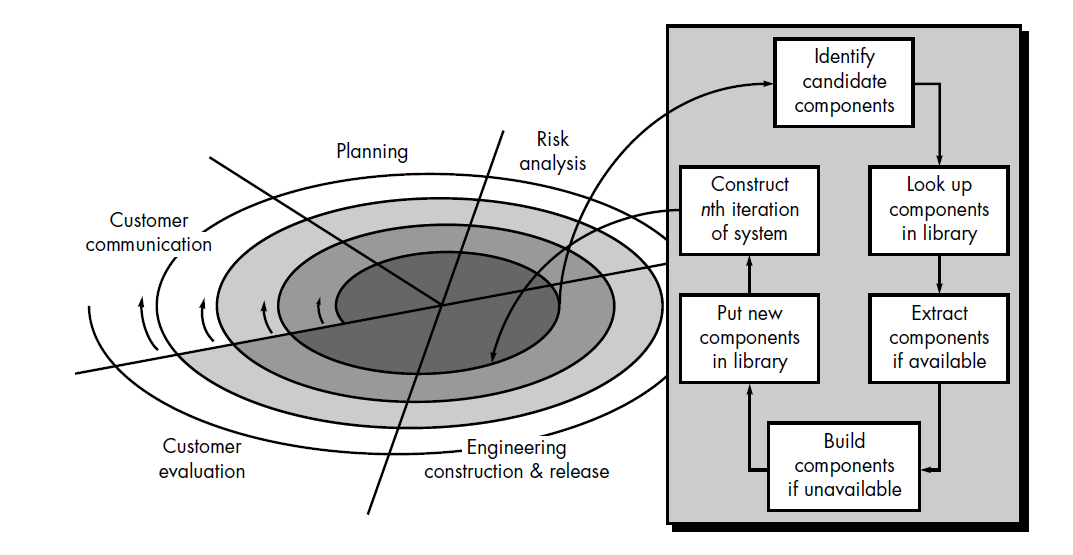 Planning
Risk
analysis
Customer
communication
Customer
evaluation
Engineering
construction & release
Identify
candidate
components
Look up
components
in library
Extract
components
if available
Build
components
if unavailable
Put new
components
in library
Construct
nth iteration
of system